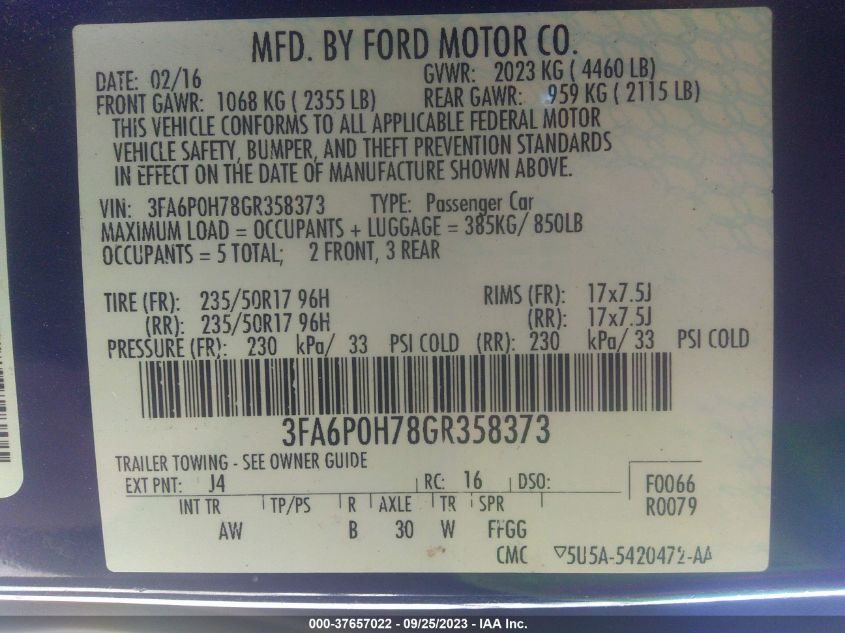 MFD. BY FORD MOTOR CO.
DATE: 02/16 GVWR: 2023 KG ( 4460 LB)
FRONT GAWR: 1068 KG ( 2355 LB) REAR GAWR: 959 KG ( 2115 LB)
THIS VEHICLE CONFORMS TO ALL APPLICABLE FEDERAL MOTOR
VEHICLE SAFETY, BUMPER, AND THEFT PREVENTION STANDARDS
IN EFFECT ON THE DATE OF MANUFACTURE SHOWN ABOVE.
VIN: 3FA6P0H78GR358373 TYPE: Passenger Car
MAXIMUM LOAD = OCCUPANTS + LUGGAGE = 385KG/ 850LB
OCCUPANTS = 5 TOTAL; 2 FRONT, 3 REAR
TIRE (FR): 235/50R17 96H RIMS (FR): 17x7.5J
(RR): 235/50R17 96H (RR): 17x7.5J
PRESSURE (FR): 230 kPa/ 33 PSI COLD (RR): 230 kPa/ 33 PSI COLD
3FA6P0H78GR358373
TRAILER TOWING - SEE OWNER GUIDE
EXT PNT: J4 RC: 16 DSO: F0066
INT TR TP/PS R AXLE TR SPR R0079
AW B 30 W FFGG
CMC ▽5U5A-5420472-AA
000-37657022 - 09/25/2023 - IAA Inc.